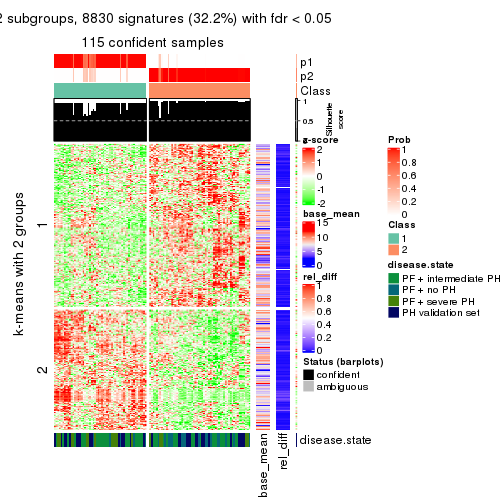 2 subgroups, 8830 signatures (32.2%) with fdr < 0.05
115 confident samples
p1
p2
Class
1
0.5
0
Silhouette
score
k-means with 2 groups
1
2
z-score
2
1
0
-1
-2
base_mean
15
10
5
0
rel_diff
1
0.8
0.6
0.4
0.2
0
Status (barplots)
confident
ambiguous
Prob
1
0.8
0.6
0.4
0.2
0
Class
1
2
disease.state
PF+ intermediate PH
PF+ no PH
PF+ severe PH
PH validation set
disease.state
base_mean
rel_diff